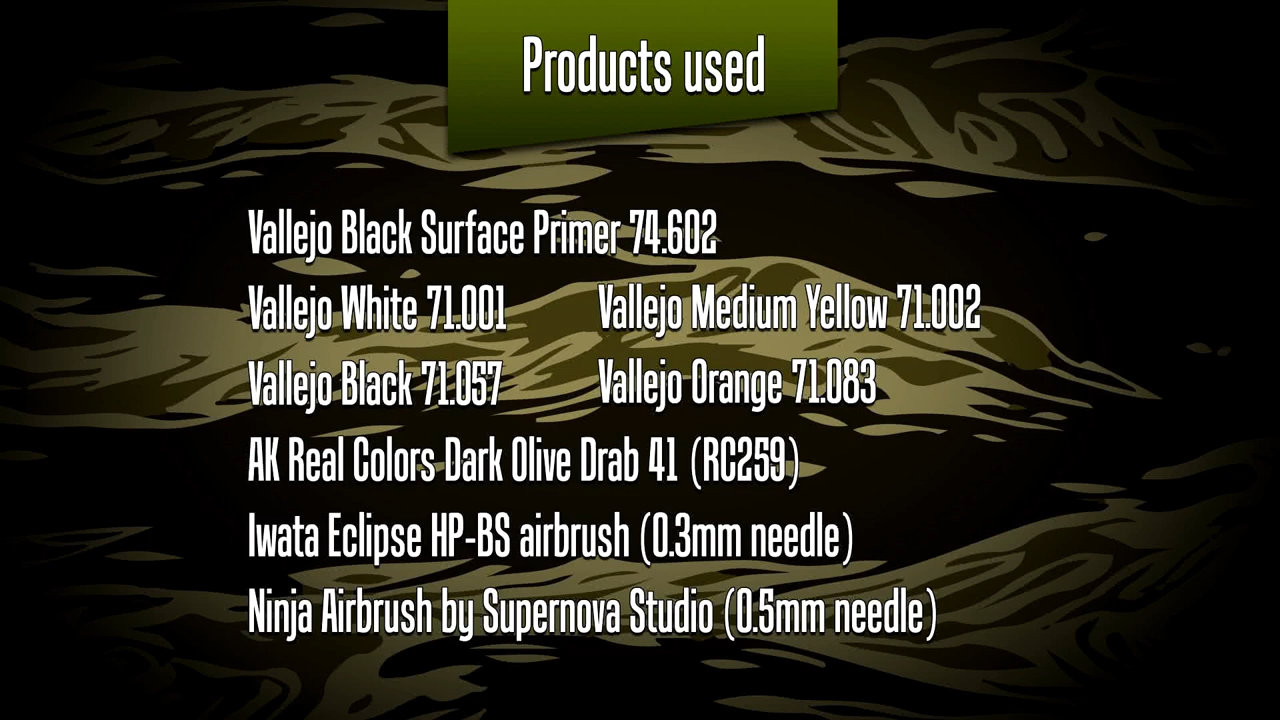 Products used
Vallejo Black Surface Primer 74.602
Vallejo White 71.001 Vallejo Medium Yellow 71.002
Vallejo Black 71.057 Vallejo Orange 71.083
AK Real Colors Dark Olive Drab 41 (RC259)
Iwata Eclipse HP-BS airbrush (0.3mm needle)
Ninja Airbrush by Supernova Studio (0.5mm needle)